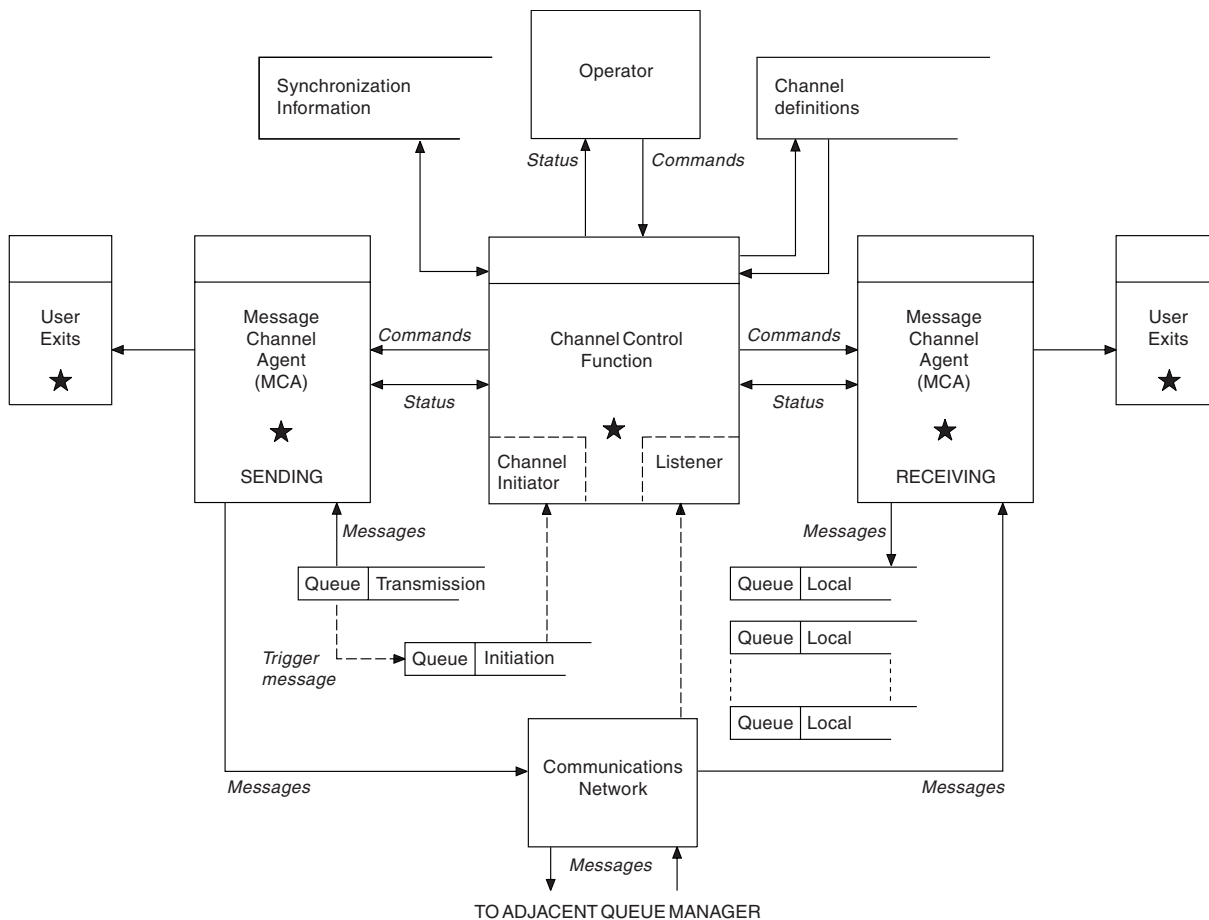 Synchronization
Information
Operator
Channel
definitions
Status
Commands
User
Exits
Message
Channel
Agent
(MCA)
SENDING
Commands
Status
Channel Control
Function
Channel
Initiator
Listener
Commands
Status
Message
Channel
Agent
(MCA)
RECEIVING
User
Exits
Messages
Queue Transmission
Trigger
message
Queue Initiation
Messages
Queue Local
Queue Local
Queue Local
Messages
Communications
Network
Messages
Messages
TO ADJACENT QUEUE MANAGER